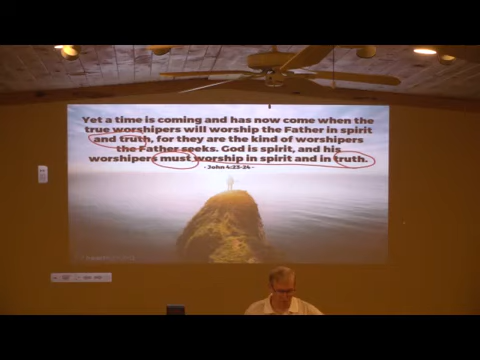 Yet a time is coming and has now come when the
true worshipers will worship the Father in spirit
and truth, for they are the kind of worshipers
the Father seeks. God is spirit, and his
worshipers must worship in spirit and in truth.
- John 4:23-24 -